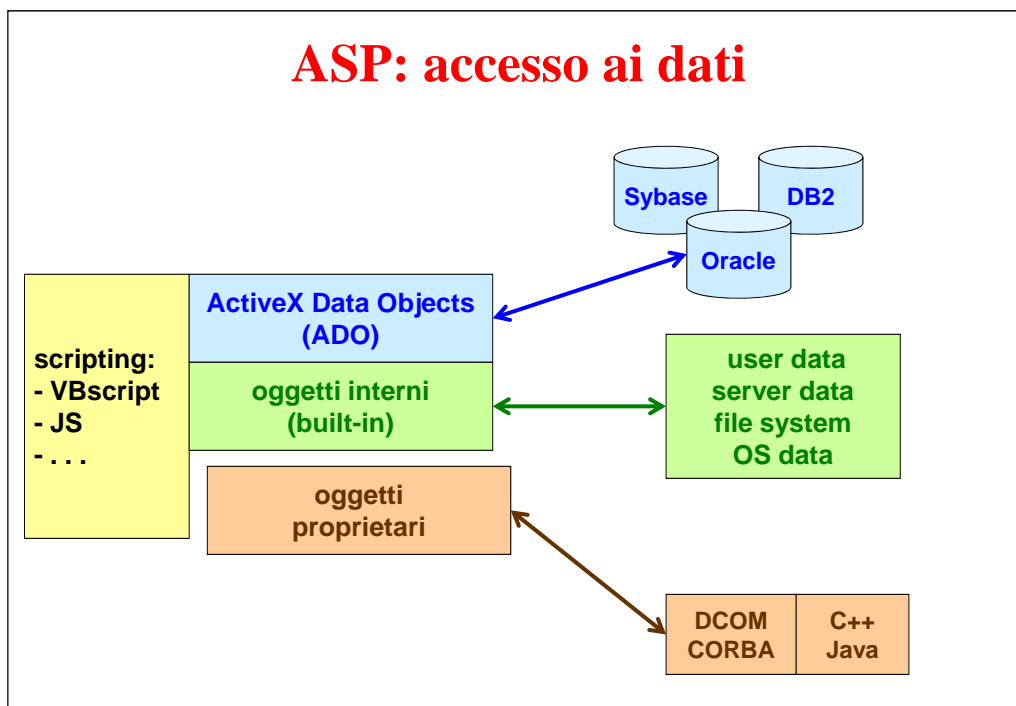 ASP: accesso ai dati
Sybase
DB2
Oracle
ActiveX Data Objects
(ADO)
scripting:
- VBscript
- JS
- . . .
oggetti interni
(built-in)
user data
server data
file system
OS data
oggetti
proprietari
DCOM
CORBA
C++
Java